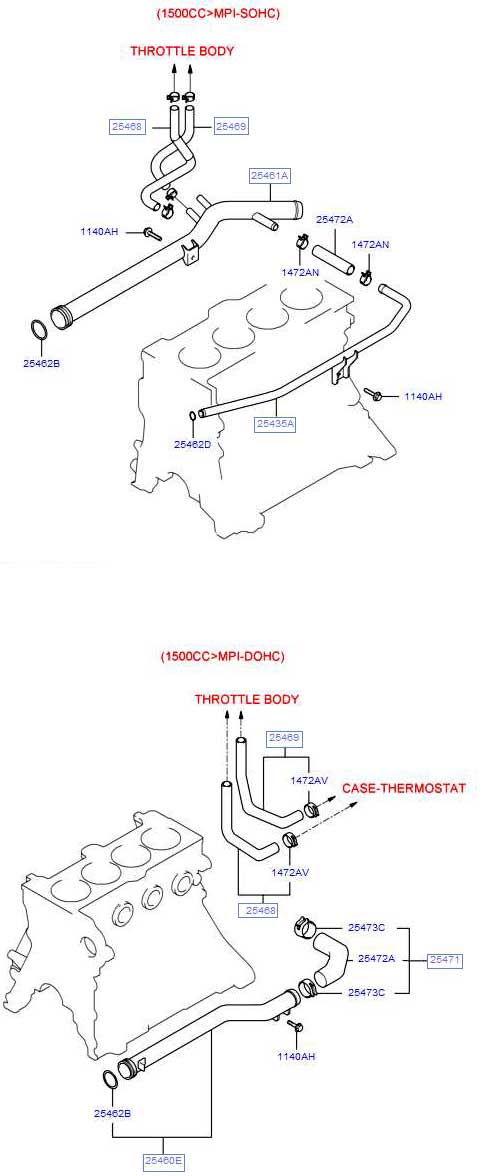 (1500CC>MPI-SOHC)
THROTTLE BODY
25468
25469
25461A
25472A
1140AH
1472AN
1472AN
25462B
1140AH
25435A
25462D
(1500CC>MPI-DOHC)
THROTTLE BODY
25469
1472AV
CASE-THERMOSTAT
1472AV
25468
25473C
25472A
25471
25473C
1140AH
25462B
25460E